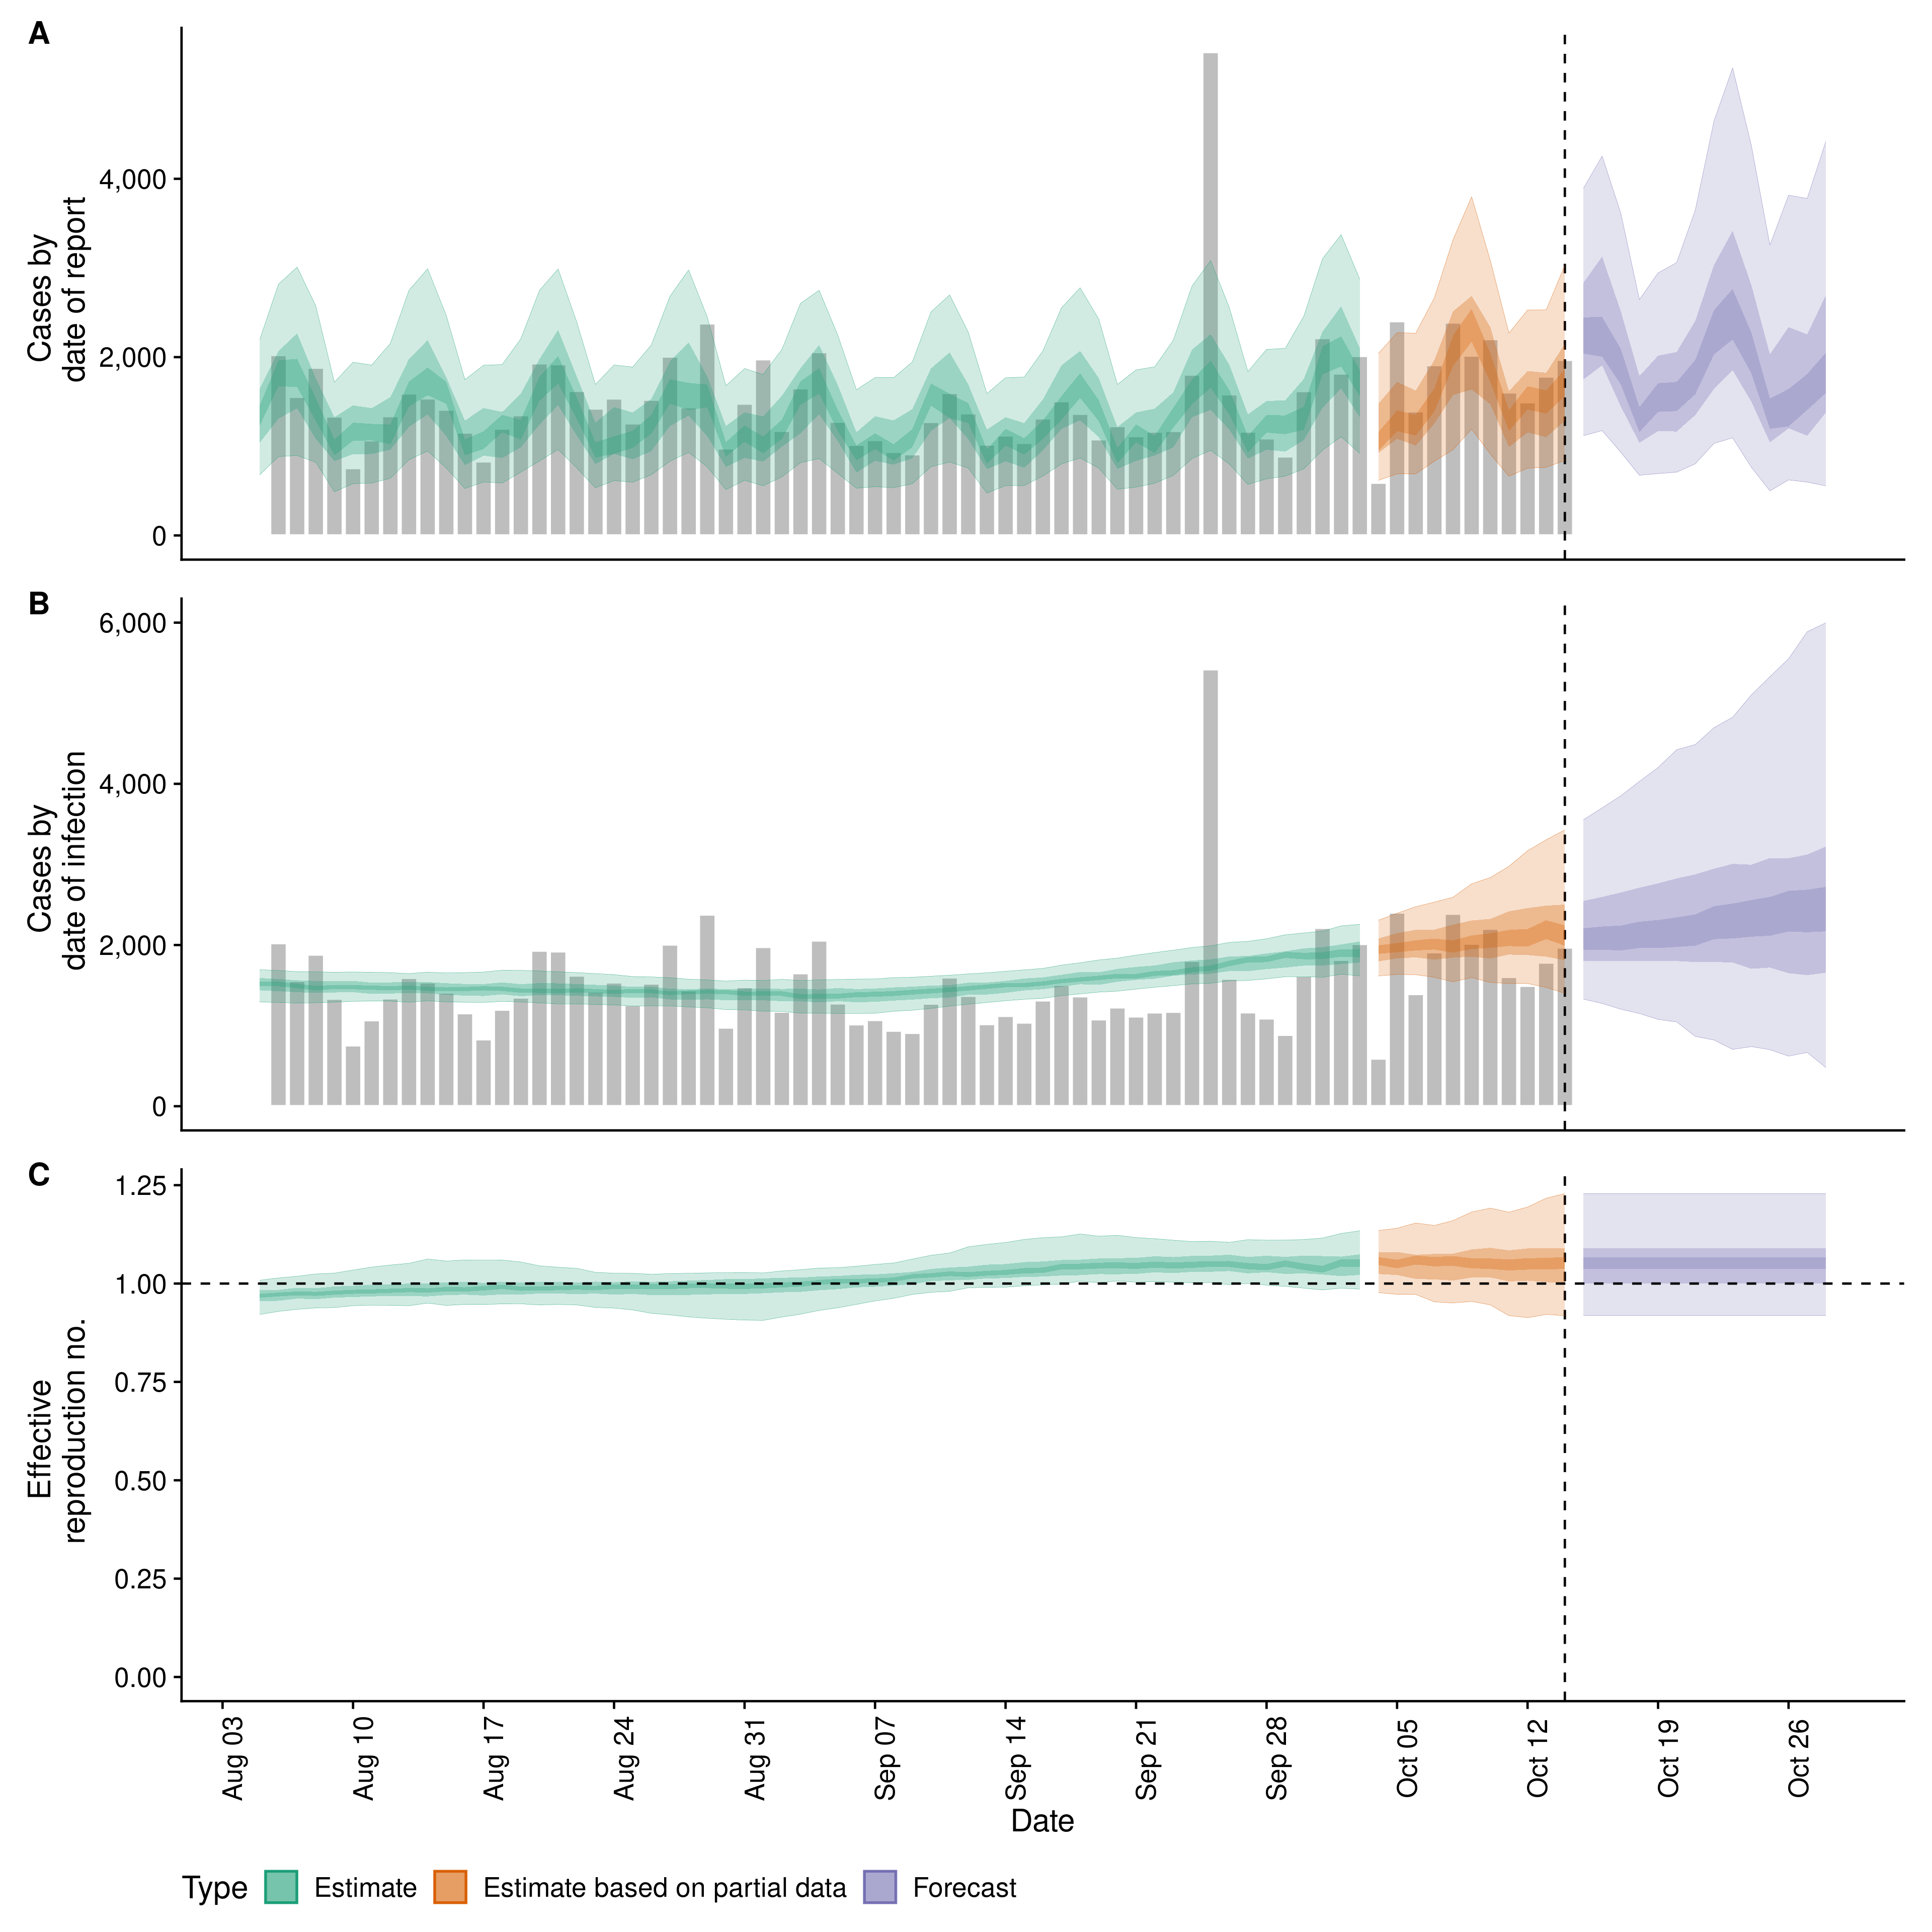 A
Cases by
date of report
4,000
2,000
0
B
Cases by
date of infection
6,000
4,000
2,000
0
C
Effective
reproduction no.
1.25
1.00
0.75
0.50
0.25
0.00
Aug 03
Aug 10
Aug 17
Aug 24
Aug 31
Sep 07
Sep 14
Sep 21
Sep 28
Oct 05
Oct 12
Oct 19
Oct 26
Date
Type Estimate Estimate based on partial data Forecast